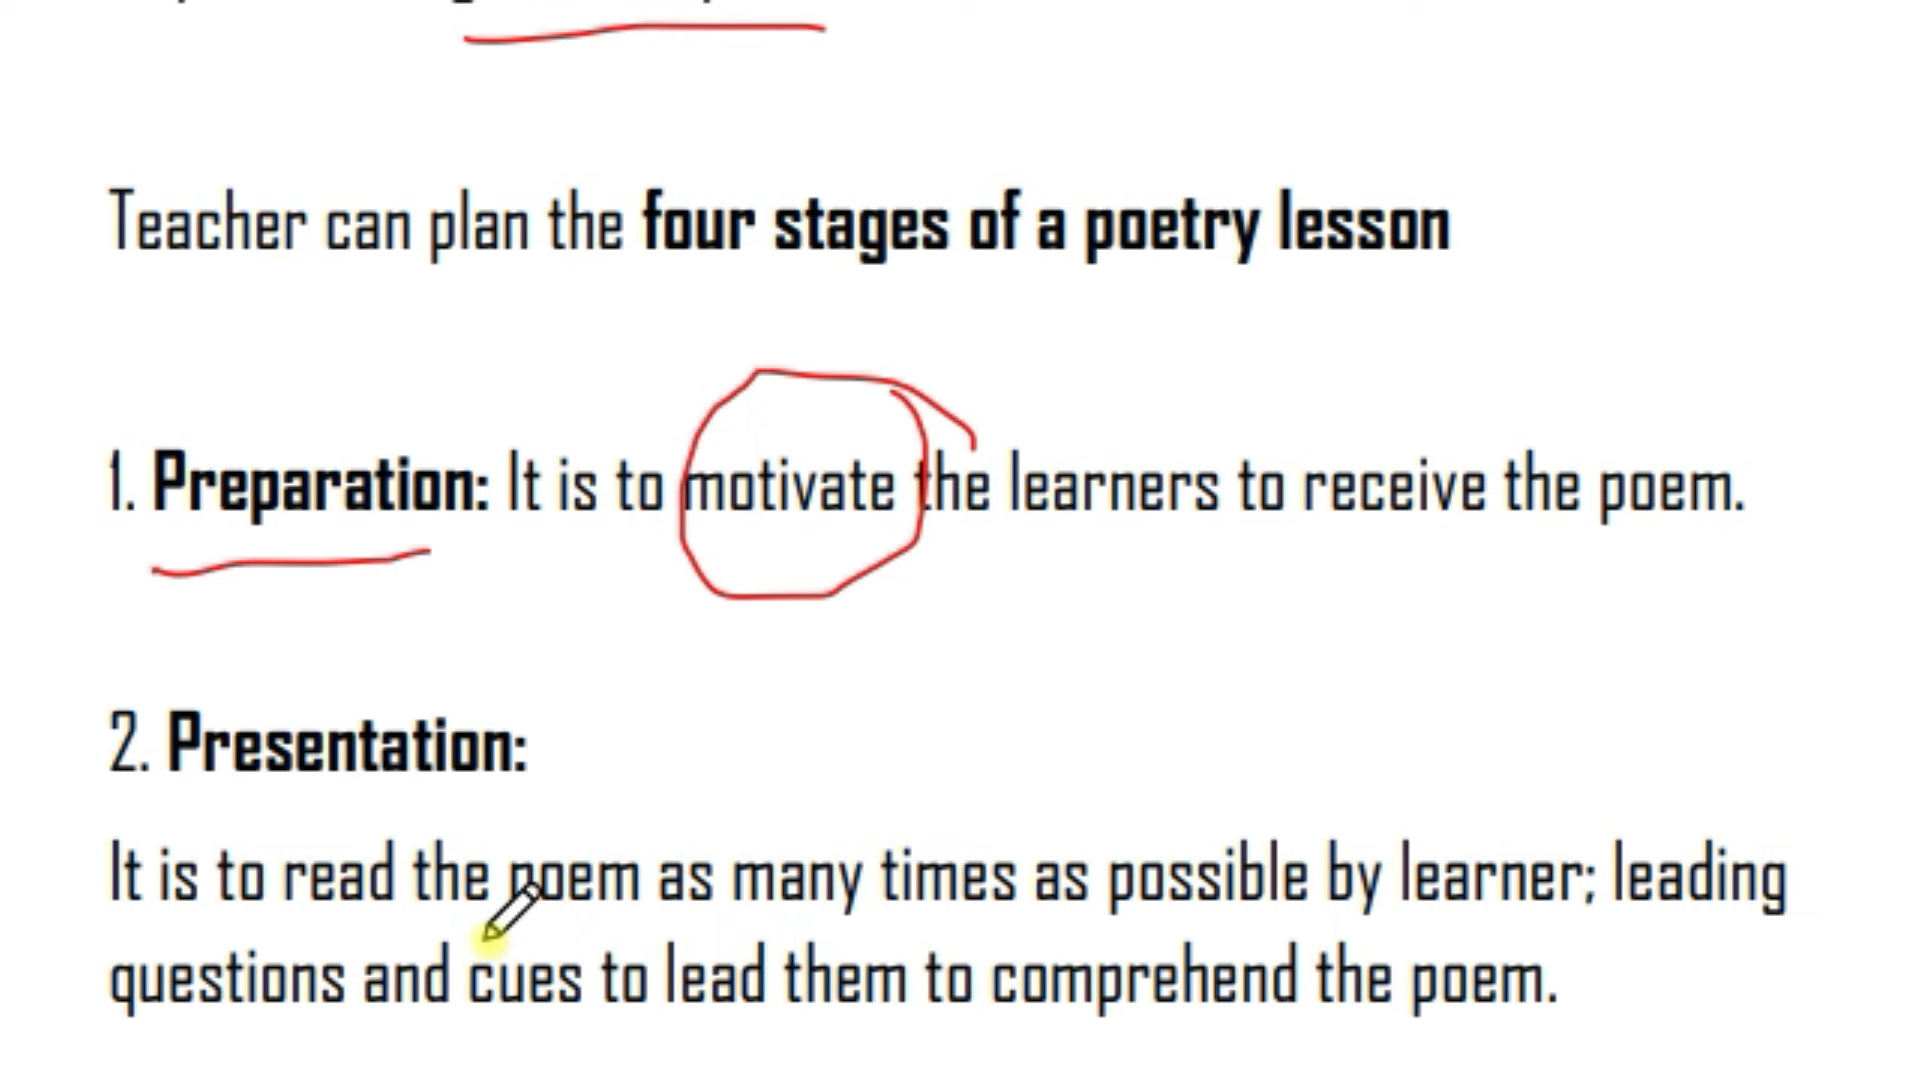 Teacher can plan the four stages of a poetry lesson
1. Preparation: It is to motivate the learners to receive the poem.
2. Presentation:
It is to read the poem as many times as possible by learner; leading
questions and cues to lead them to comprehend the poem.